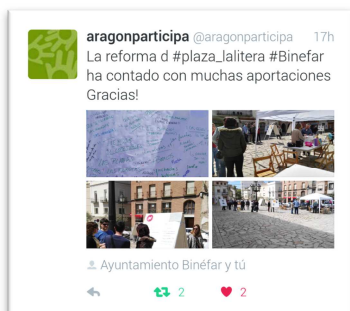 aragonparticipa @aragonparticipa 17h
La reforma d #plaza_lalitera #Binefar
ha contado con muchas aportaciones
Gracias!
Ayuntamiento Binéfar y tú
2 2